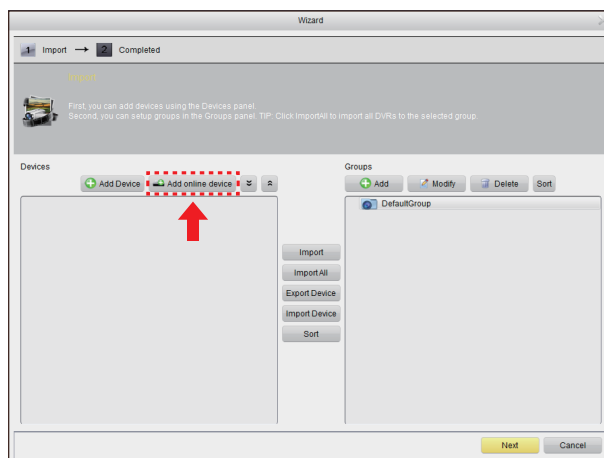 Wizard
1 Import → 2 Completed
Import
First, you can add devices using the Devices panel.
Second, you can setup groups in the Groups panel. TIP: Click ImportAll to import all DVRs to the selected group.
Devices
Groups
Add Device Add online device
Add Modify Delete Sort
DefaultGroup
Import
ImportAll
Export Device
Import Device
Sort
Next Cancel